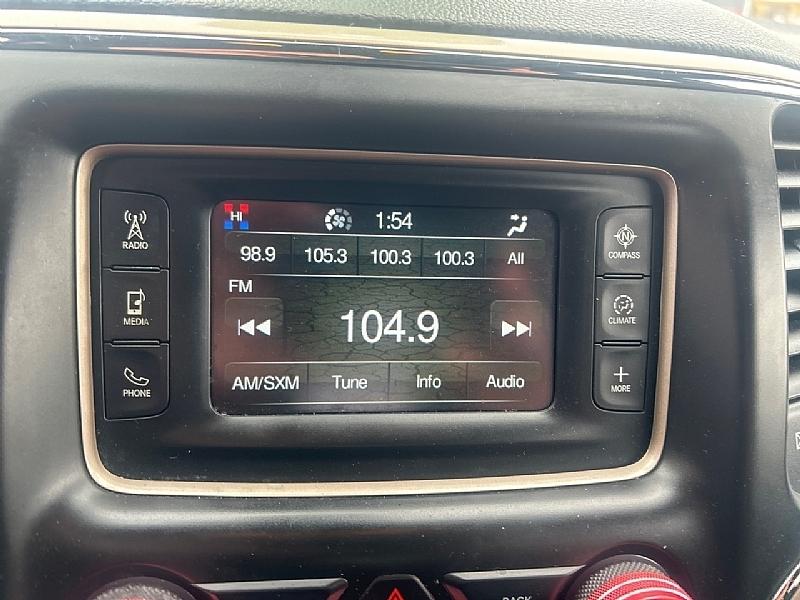 HI 1:54
98.9 105.3 100.3 100.3 All
FM
104.9
AM/SXM Tune Info Audio
RADIO
MEDIA
PHONE
N
COMPASS
CLIMATE
MORE
BACK